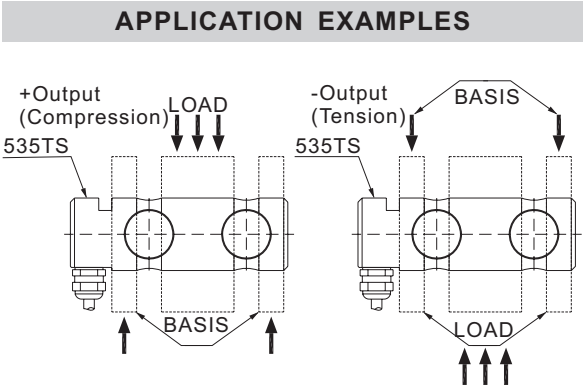 APPLICATION EXAMPLES
+Output
(Compression)
LOAD
535TS
BASIS
-Output
(Tension)
BASIS
535TS
LOAD